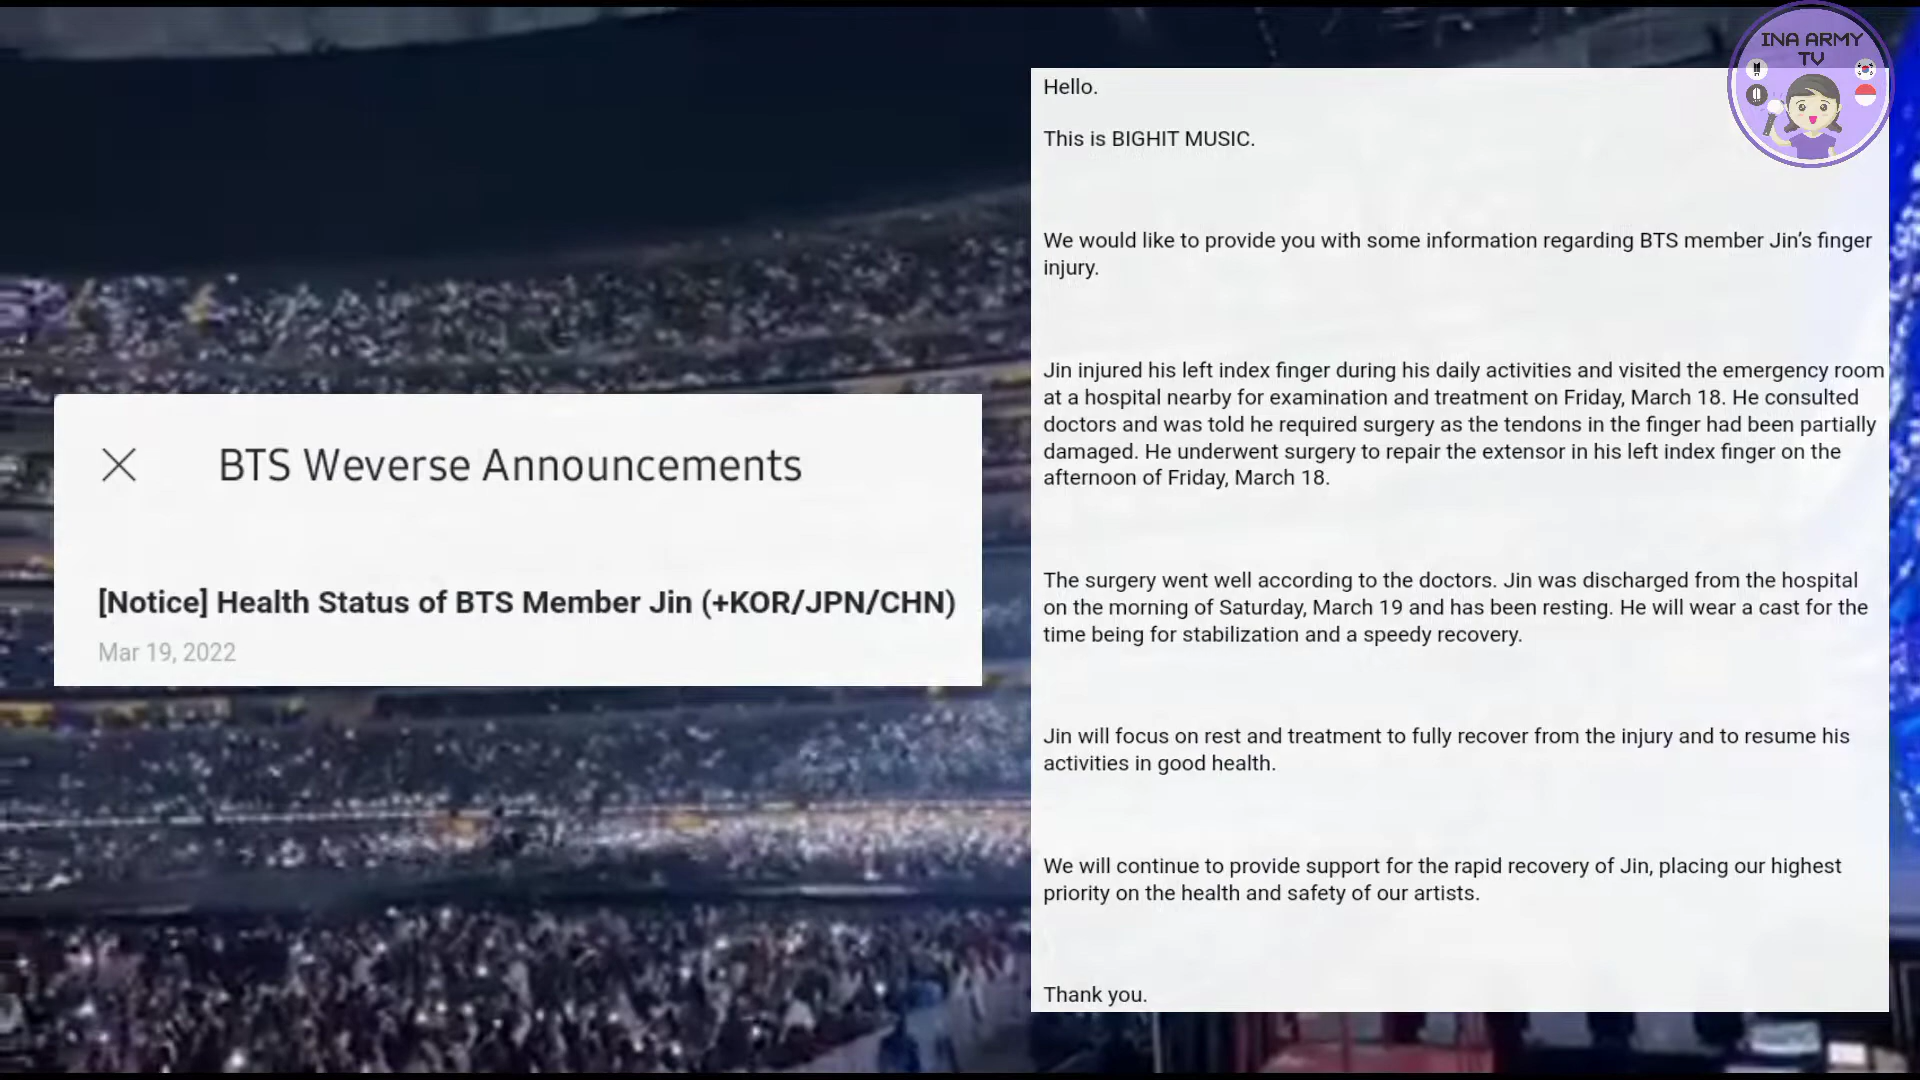 INA ARMY
TV
Hello.
This is BIGHIT MUSIC.
We would like to provide you with some information regarding BTS member Jin’s finger
injury.
Jin injured his left index finger during his daily activities and visited the emergency room
at a hospital nearby for examination and treatment on Friday, March 18. He consulted
doctors and was told he required surgery as the tendons in the finger had been partially
damaged. He underwent surgery to repair the extensor in his left index finger on the
afternoon of Friday, March 18.
The surgery went well according to the doctors. Jin was discharged from the hospital
on the morning of Saturday, March 19 and has been resting. He will wear a cast for the
time being for stabilization and a speedy recovery.
Jin will focus on rest and treatment to fully recover from the injury and to resume his
activities in good health.
We will continue to provide support for the rapid recovery of Jin, placing our highest
priority on the health and safety of our artists.
Thank you.
BTS Weverse Announcements
[Notice] Health Status of BTS Member Jin (+KOR/JPN/CHN)
Mar 19, 2022